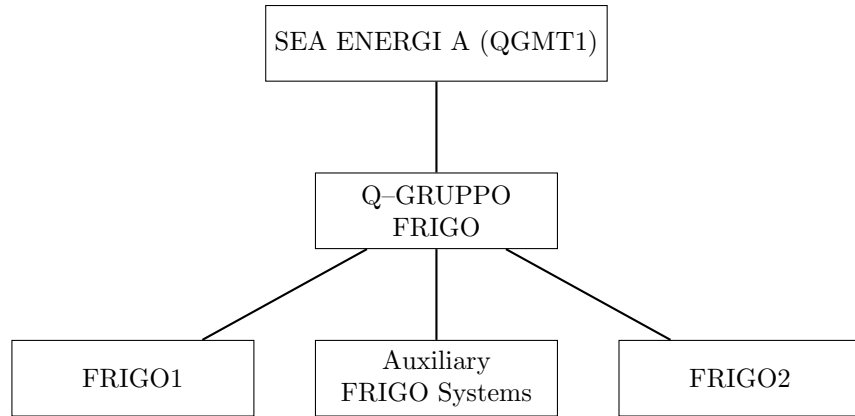 SEA ENERGI A (QGMT1)
Q–GRUPPO
FRIGO
FRIGO1
Auxiliary
FRIGO Systems
FRIGO2